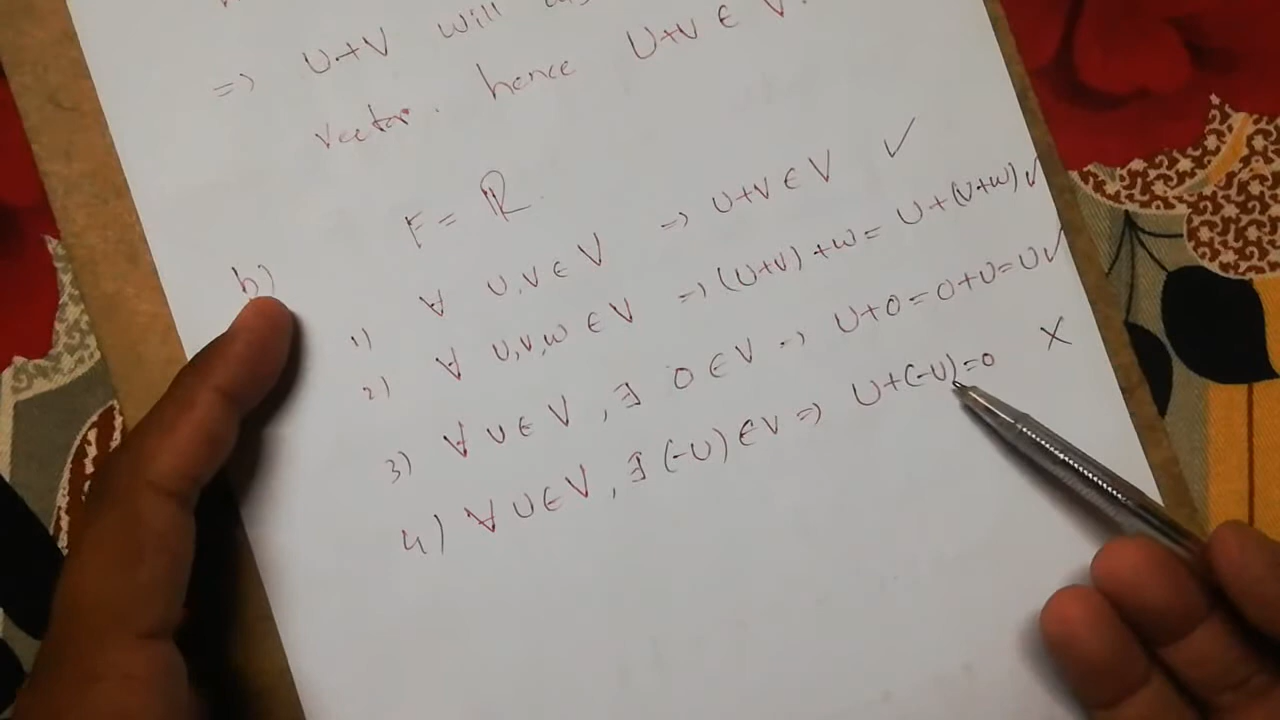 => U+V will
vector. hence U+V ∈ V.
F = ℝ.
b)
1) ∀ U,V ∈ V => U+V ∈ V ✓
2) ∀ U,V,W ∈ V => (U+V)+W = U+(U+W) ✓
3) ∀ U ∈ V, ∃ 0 ∈ V => U+0 = 0+U = U ✓
4) ∀ U ∈ V, ∃ (-U) ∈ V => U+(-U)=0 X